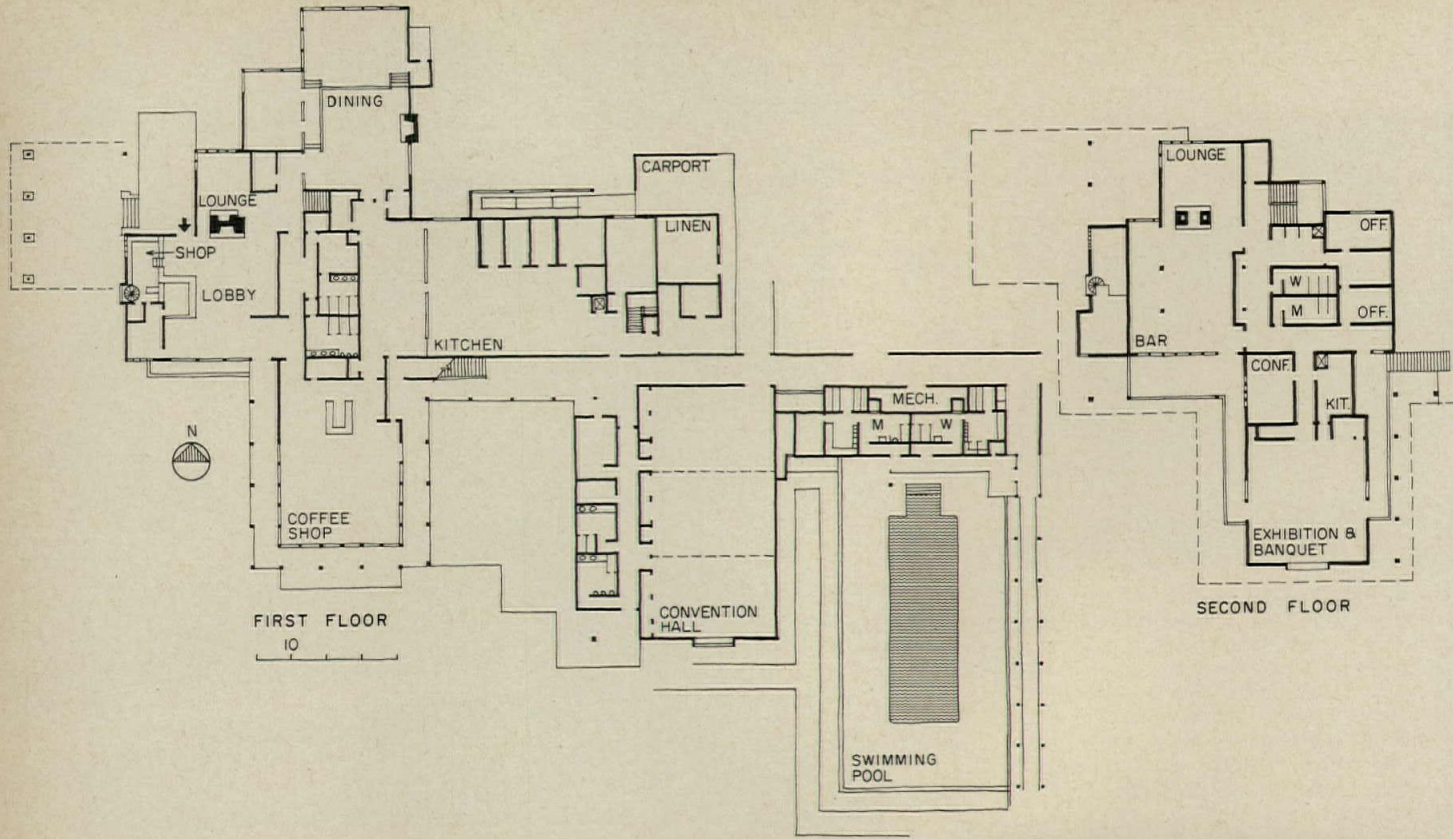 DINING
LOUNGE
SHOP
LOBBY
CARPORT
LINEN
KITCHEN
N
COFFEE
SHOP
MECH.
M
W
CONVENTION
HALL
SWIMMING
POOL
FIRST FLOOR
10
LOUNGE
OFF.
W
M
OFF.
BAR
CONF.
KIT.
EXHIBITION &
BANQUET
SECOND FLOOR